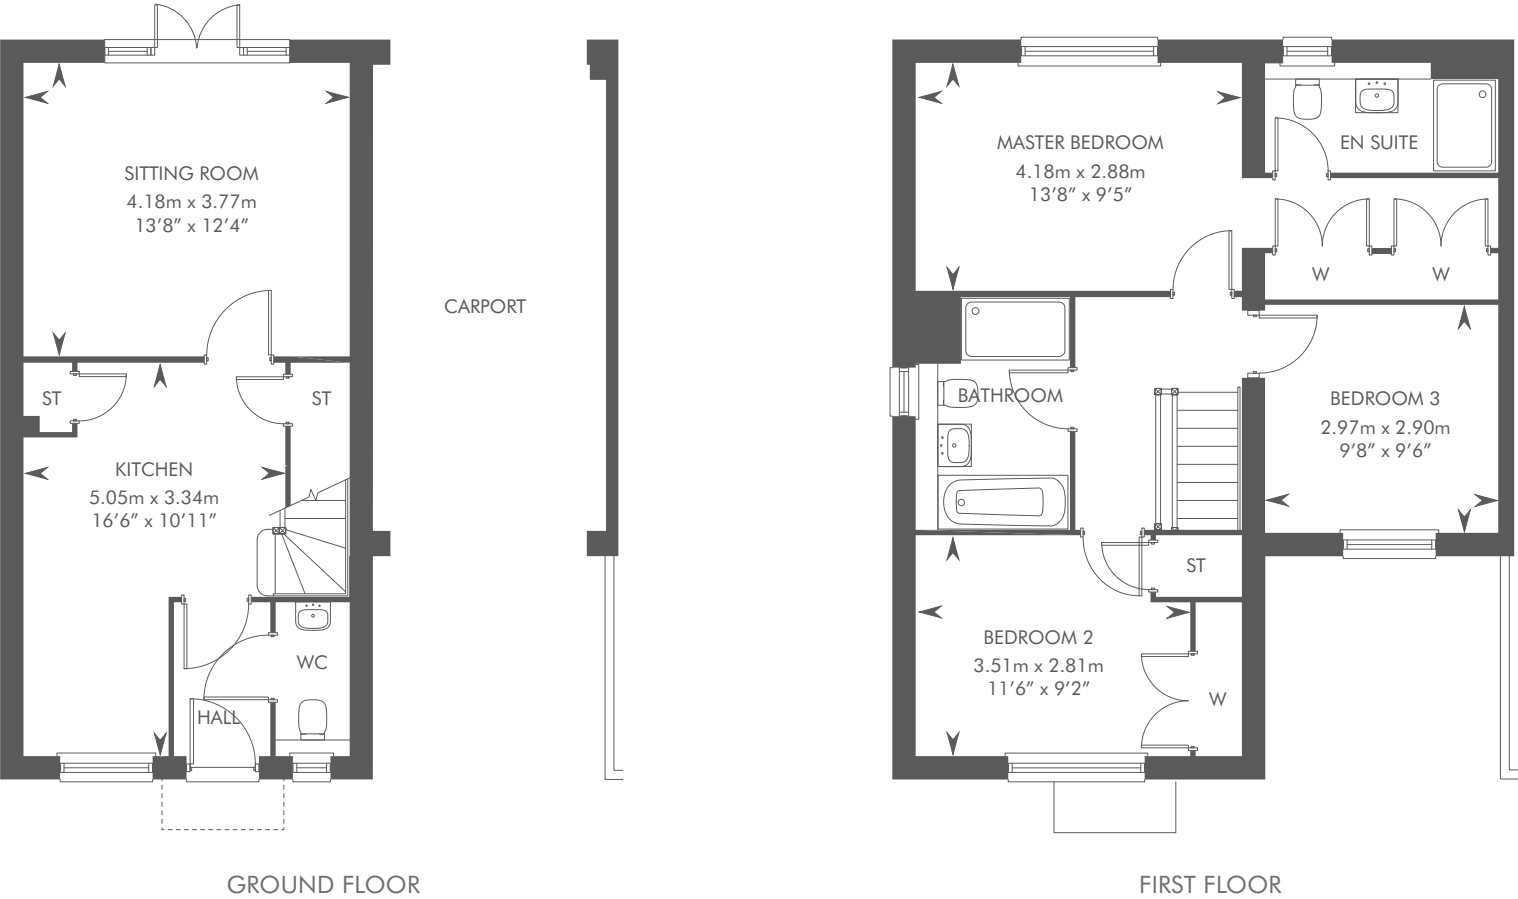 SITTING ROOM
4.18m x 3.77m
13’8” x 12’4”
CARPORT
ST
ST
KITCHEN
5.05m x 3.34m
16’6” x 10’11”
WC
HALL
GROUND FLOOR
MASTER BEDROOM
4.18m x 2.88m
13’8” x 9’5”
EN SUITE
W
W
BATHROOM
BEDROOM 3
2.97m x 2.90m
9’8” x 9’6”
ST
BEDROOM 2
3.51m x 2.81m
11’6” x 9’2”
W
FIRST FLOOR